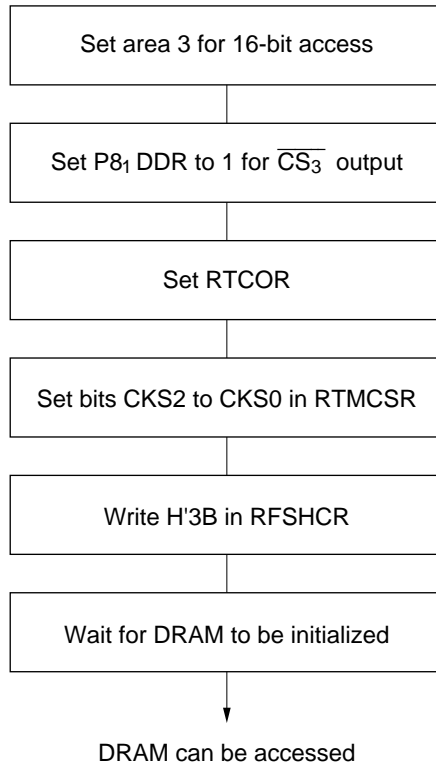 Set area 3 for 16-bit access
Set P8₁ DDR to 1 for C̅S̅₃̅ output
Set RTCOR
Set bits CKS2 to CKS0 in RTMCSR
Write H'3B in RFSHCR
Wait for DRAM to be initialized
DRAM can be accessed